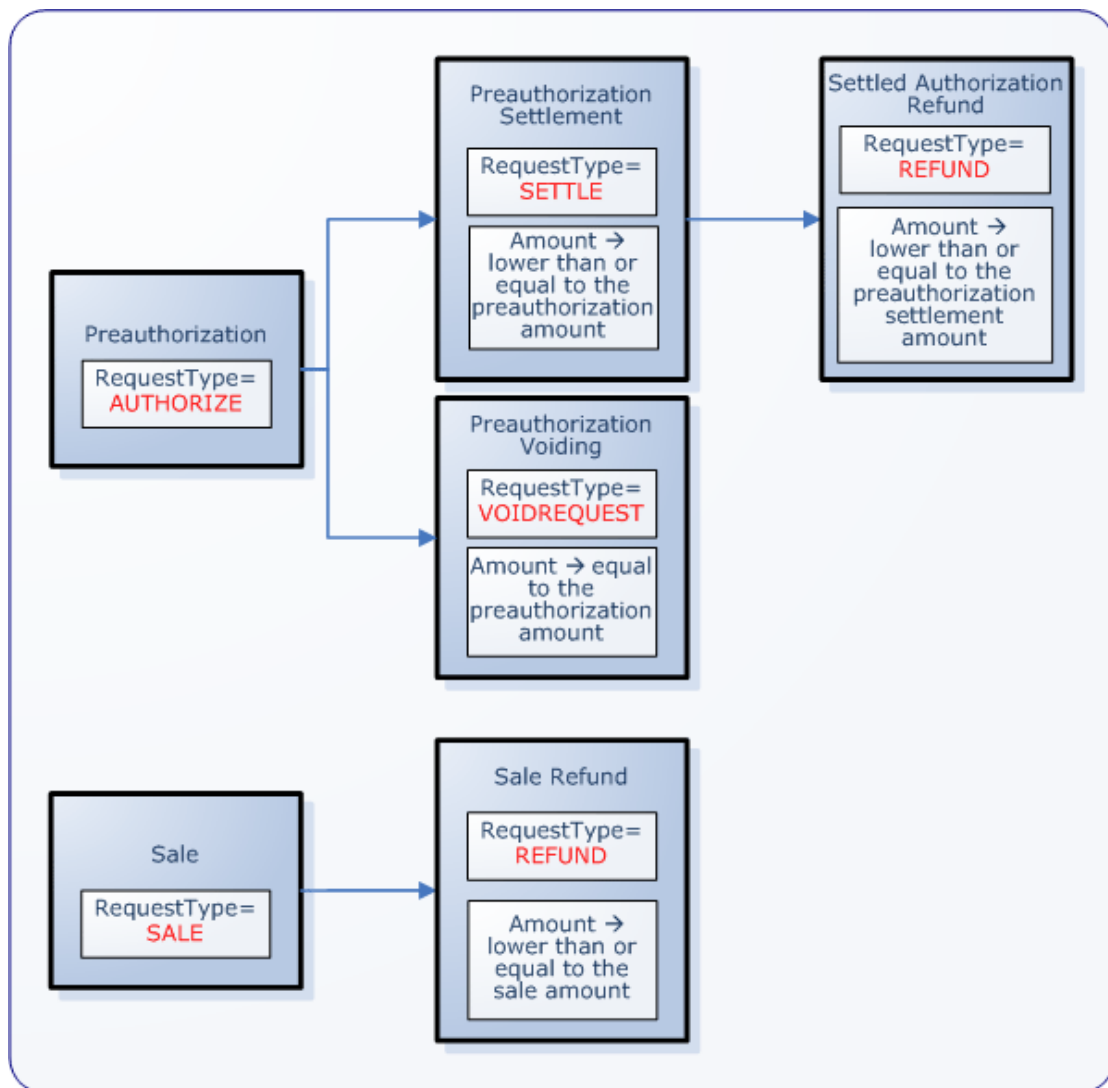 Preauthorization
RequestType=
AUTHORIZE
Preauthorization
Settlement
RequestType=
SETTLE
Amount →
lower than or
equal to the
preauthorization
amount
Settled Authorization
Refund
RequestType=
REFUND
Amount →
lower than or
equal to the
preauthorization
settlement
amount
Preauthorization
Voiding
RequestType=
VOIDREQUEST
Amount → equal
to the
preauthorization
amount
Sale
RequestType=
SALE
Sale Refund
RequestType=
REFUND
Amount →
lower than or
equal to the
sale amount